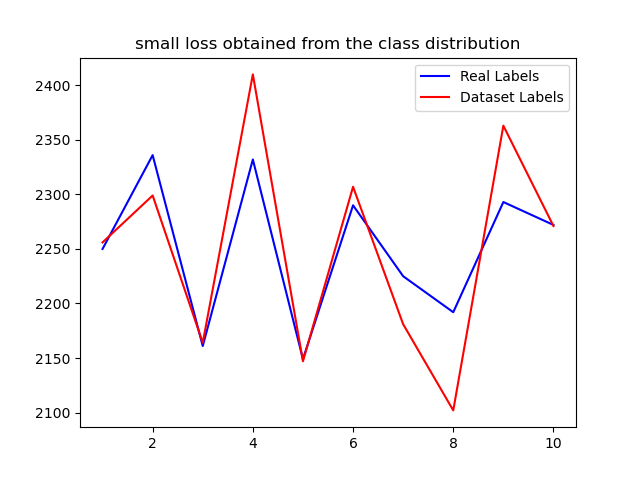 small loss obtained from the class distribution
Real Labels
Dataset Labels
2400
2350
2300
2250
2200
2150
2100
2 4 6 8 10